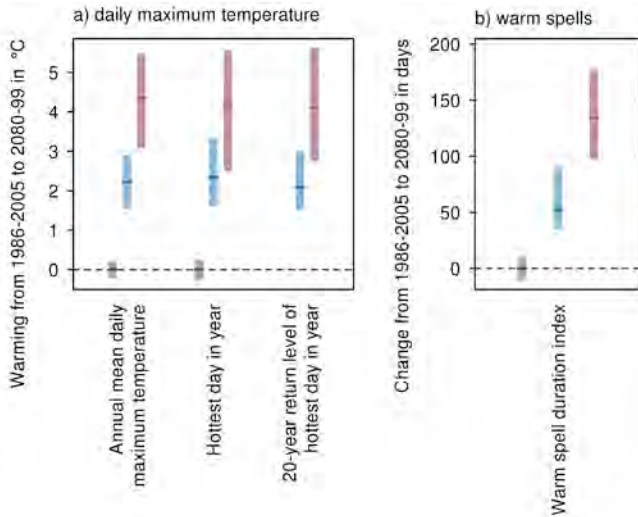 a) daily maximum temperature
Warming from 1986-2005 to 2080-99 in °C
5
4
3
2
1
0
Annual mean daily
maximum temperature
Hottest day in year
20-year return level of
hottest day in year
b) warm spells
Change from 1986-2005 to 2080-99 in days
200
150
100
50
0
Warm spell duration index